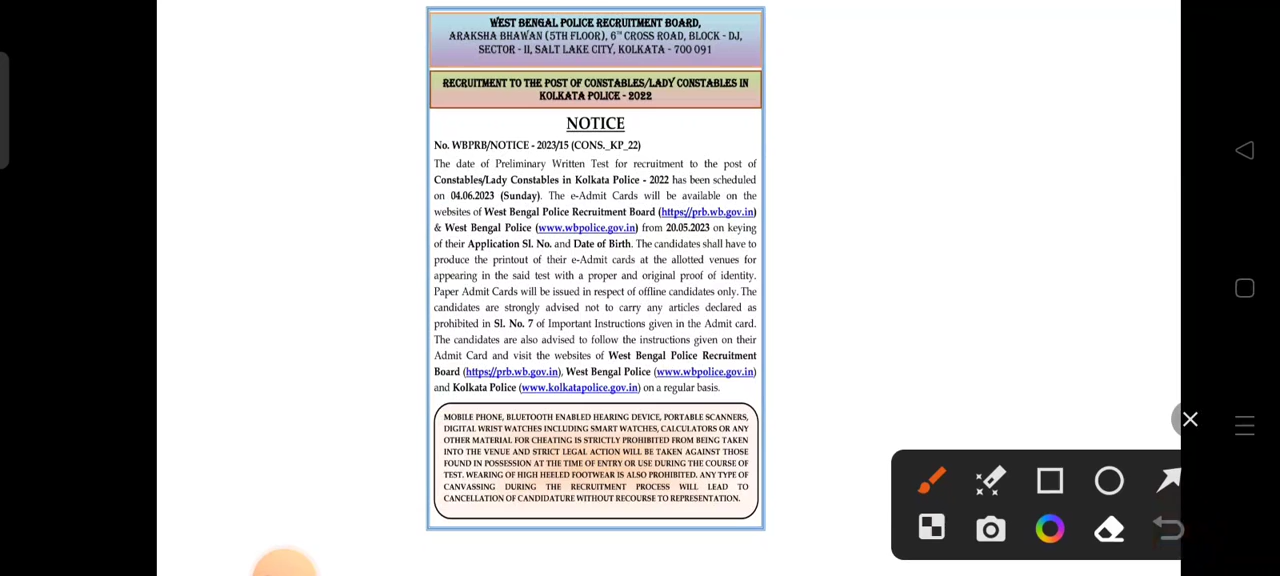 WEST BENGAL POLICE RECRUITMENT BOARD,
ARAKSHA BHAWAN (5TH FLOOR), 6TH CROSS ROAD, BLOCK - DJ,
SECTOR - II, SALT LAKE CITY, KOLKATA - 700 091
RECRUITMENT TO THE POST OF CONSTABLES/LADY CONSTABLES IN
KOLKATA POLICE - 2022
NOTICE
No. WBPRB/NOTICE - 2023/15 (CONS._KP_22)
The date of Preliminary Written Test for recruitment to the post of
Constables/Lady Constables in Kolkata Police - 2022 has been scheduled
on 04.06.2023 (Sunday). The e-Admit Cards will be available on the
websites of West Bengal Police Recruitment Board (https://prb.wb.gov.in)
& West Bengal Police (www.wbpolice.gov.in) from 20.05.2023 on keying
of their Application Sl. No. and Date of Birth. The candidates shall have to
produce the printout of their e-Admit cards at the allotted venues for
appearing in the said test with a proper and original proof of identity.
Paper Admit Cards will be issued in respect of offline candidates only. The
candidates are strongly advised not to carry any articles declared as
prohibited in Sl. No. 7 of Important Instructions given in the Admit card.
The candidates are also advised to follow the instructions given on their
Admit Card and visit the websites of West Bengal Police Recruitment
Board (https://prb.wb.gov.in), West Bengal Police (www.wbpolice.gov.in)
and Kolkata Police (www.kolkatapolice.gov.in) on a regular basis.
MOBILE PHONE, BLUETOOTH ENABLED HEARING DEVICE, PORTABLE SCANNERS,
DIGITAL WRIST WATCHES INCLUDING SMART WATCHES, CALCULATORS OR ANY
OTHER MATERIAL FOR CHEATING IS STRICTLY PROHIBITED FROM BEING TAKEN
INTO THE VENUE AND STRICT LEGAL ACTION WILL BE TAKEN AGAINST THOSE
FOUND IN POSSESSION AT THE TIME OF ENTRY OR USE DURING THE COURSE OF
TEST. WEARING OF HIGH HEELED FOOTWEAR IS ALSO PROHIBITED. ANY TYPE OF
CANVASSING DURING THE RECRUITMENT PROCESS WILL LEAD TO
CANCELLATION OF CANDIDATURE WITHOUT RECOURSE TO REPRESENTATION.